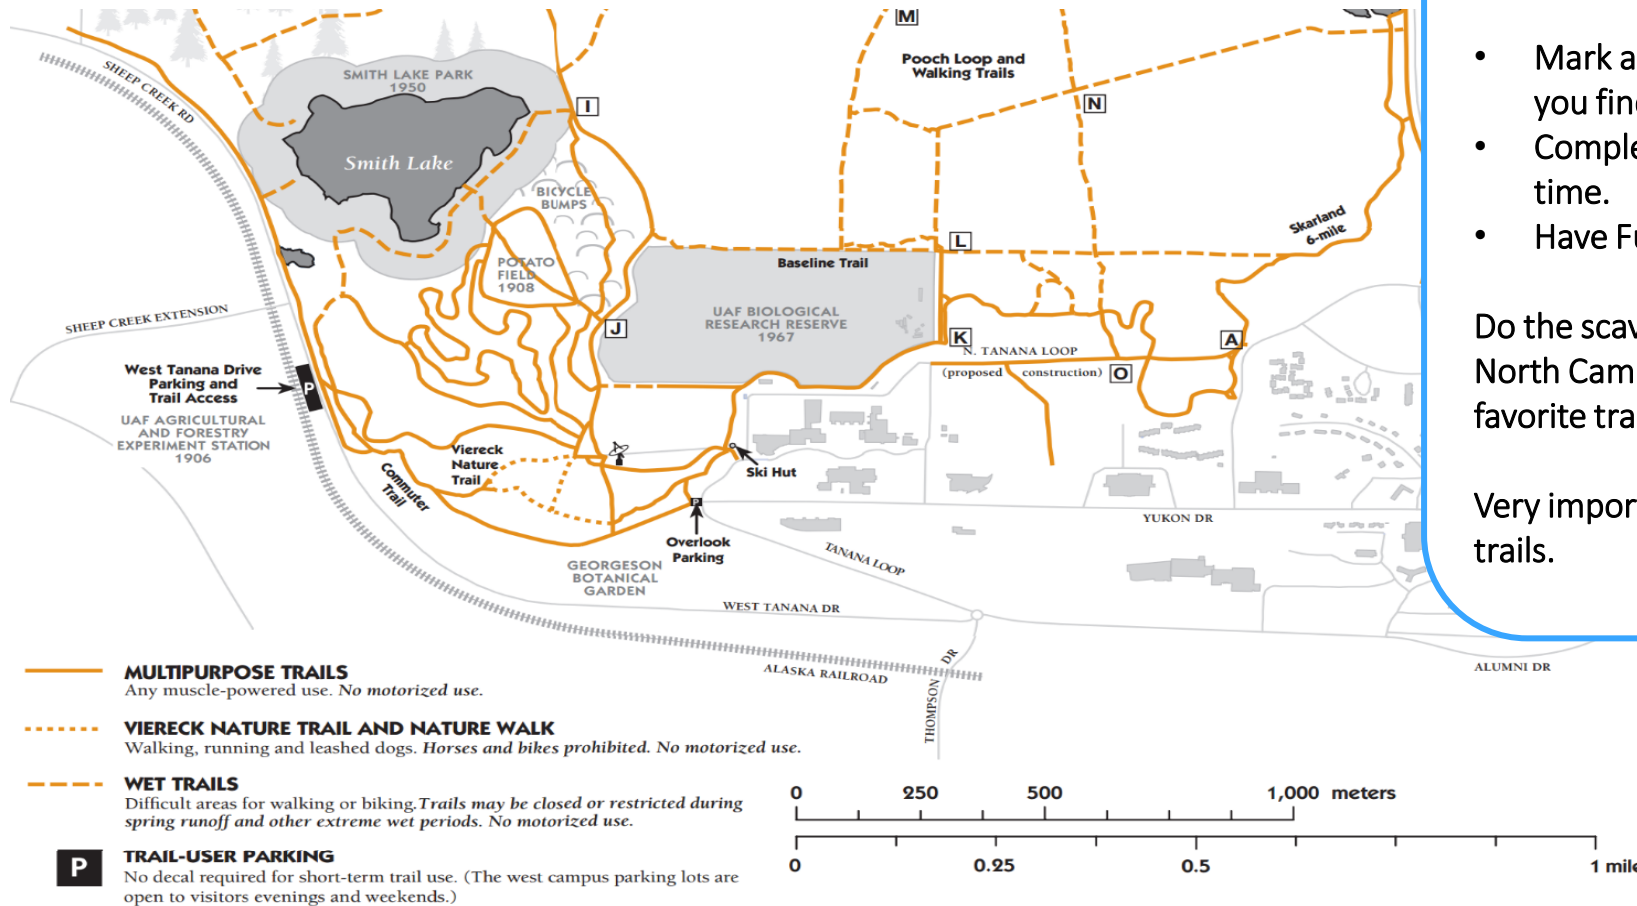 M
Pooch Loop and
Walking Trails
SHEEP CREEK RD
SMITH LAKE PARK
1950
I
N
Smith Lake
BICYCLE
BUMPS
Skarland
6-mile
L
Baseline Trail
POTATO
FIELD
1908
UAF BIOLOGICAL
RESEARCH RESERVE
1967
SHEEP CREEK EXTENSION
J
K
A
N. TANANA LOOP
(proposed construction)
O
West Tanana Drive
Parking and
Trail Access
P
UAF AGRICULTURAL
AND FORESTRY
EXPERIMENT STATION
1906
Viereck
Nature
Trail
Commuter
Trail
Ski Hut
P
Overlook
Parking
YUKON DR
TANANA LOOP
GEORGESON
BOTANICAL
GARDEN
WEST TANANA DR
ALASKA RAILROAD
THOMPSON DR
ALUMNI DR
MULTIPURPOSE TRAILS
Any muscle-powered use. No motorized use.
VIERECK NATURE TRAIL AND NATURE WALK
Walking, running and leashed dogs. Horses and bikes prohibited. No motorized use.
WET TRAILS
Difficult areas for walking or biking. Trails may be closed or restricted during
spring runoff and other extreme wet periods. No motorized use.
P
TRAIL-USER PARKING
No decal required for short-term trail use. (The west campus parking lots are
open to visitors evenings and weekends.)
0 250 500 1,000 meters
0 0.25 0.5 1 mile
• Mark a
you find
• Comple
time.
• Have Fu
Do the scav
North Cam
favorite tra
Very impor
trails.